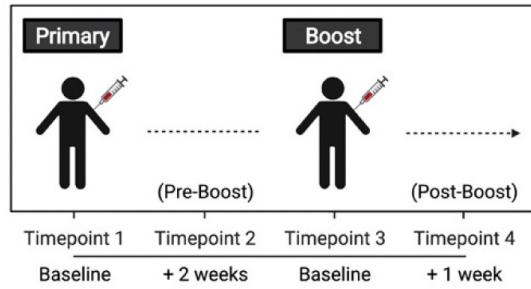 Primary
Boost
(Pre-Boost)
(Post-Boost)
Timepoint 1
Timepoint 2
Timepoint 3
Timepoint 4
Baseline
+ 2 weeks
Baseline
+ 1 week